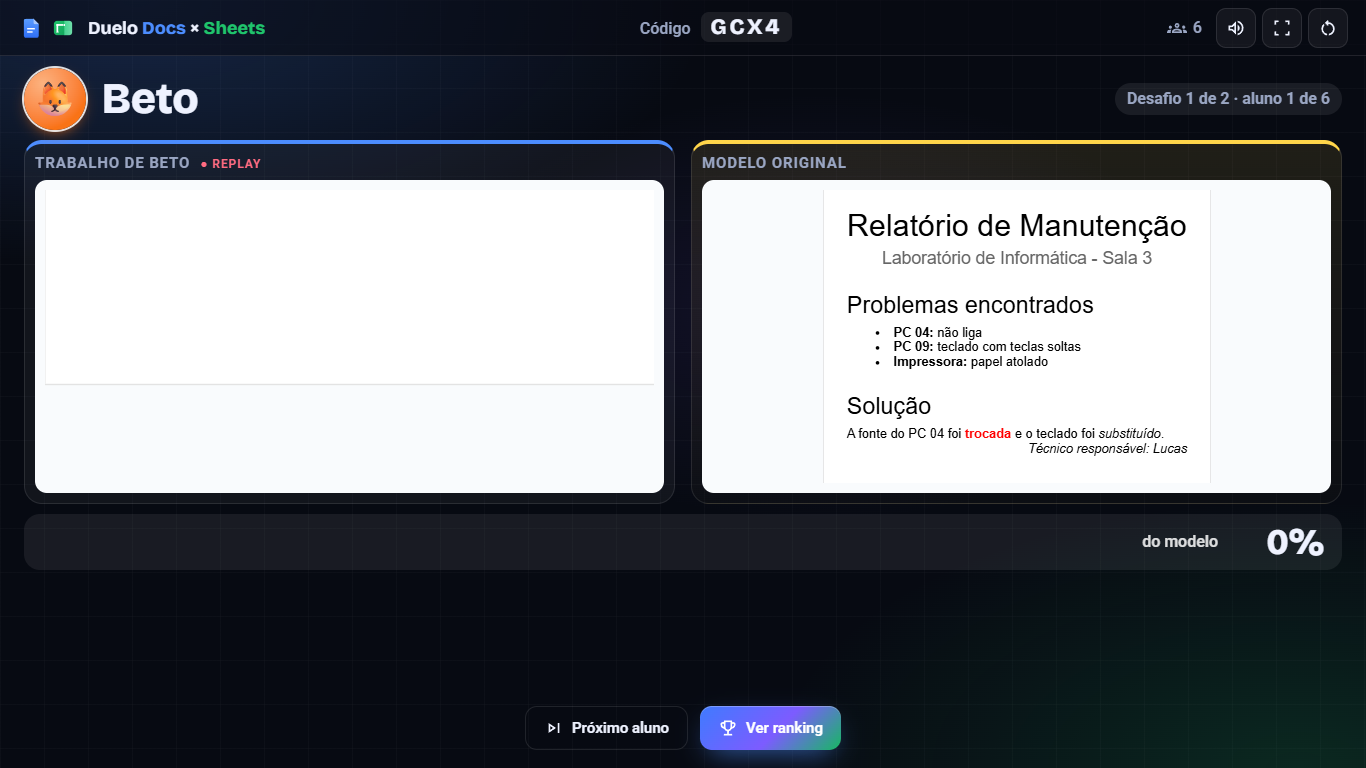 Duelo Docs × Sheets
Código GCX4
6
Beto
Desafio 1 de 2 · aluno 1 de 6
TRABALHO DE BETO ● REPLAY
MODELO ORIGINAL
Relatório de Manutenção
Laboratório de Informática - Sala 3
Problemas encontrados
• PC 04: não liga
• PC 09: teclado com teclas soltas
• Impressora: papel atolado
Solução
A fonte do PC 04 foi trocada e o teclado foi substituído.
Técnico responsável: Lucas
do modelo 0%
Próximo aluno
Ver ranking